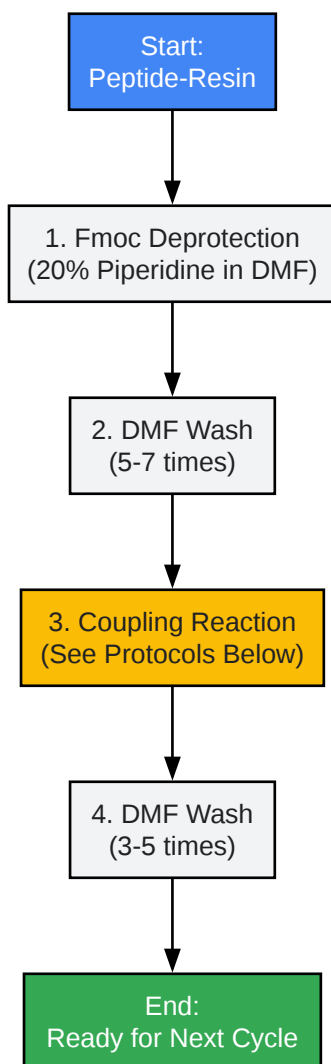 Start:
Peptide-Resin
1. Fmoc Deprotection
(20% Piperidine in DMF)
2. DMF Wash
(5-7 times)
3. Coupling Reaction
(See Protocols Below)
4. DMF Wash
(3-5 times)
End:
Ready for Next Cycle